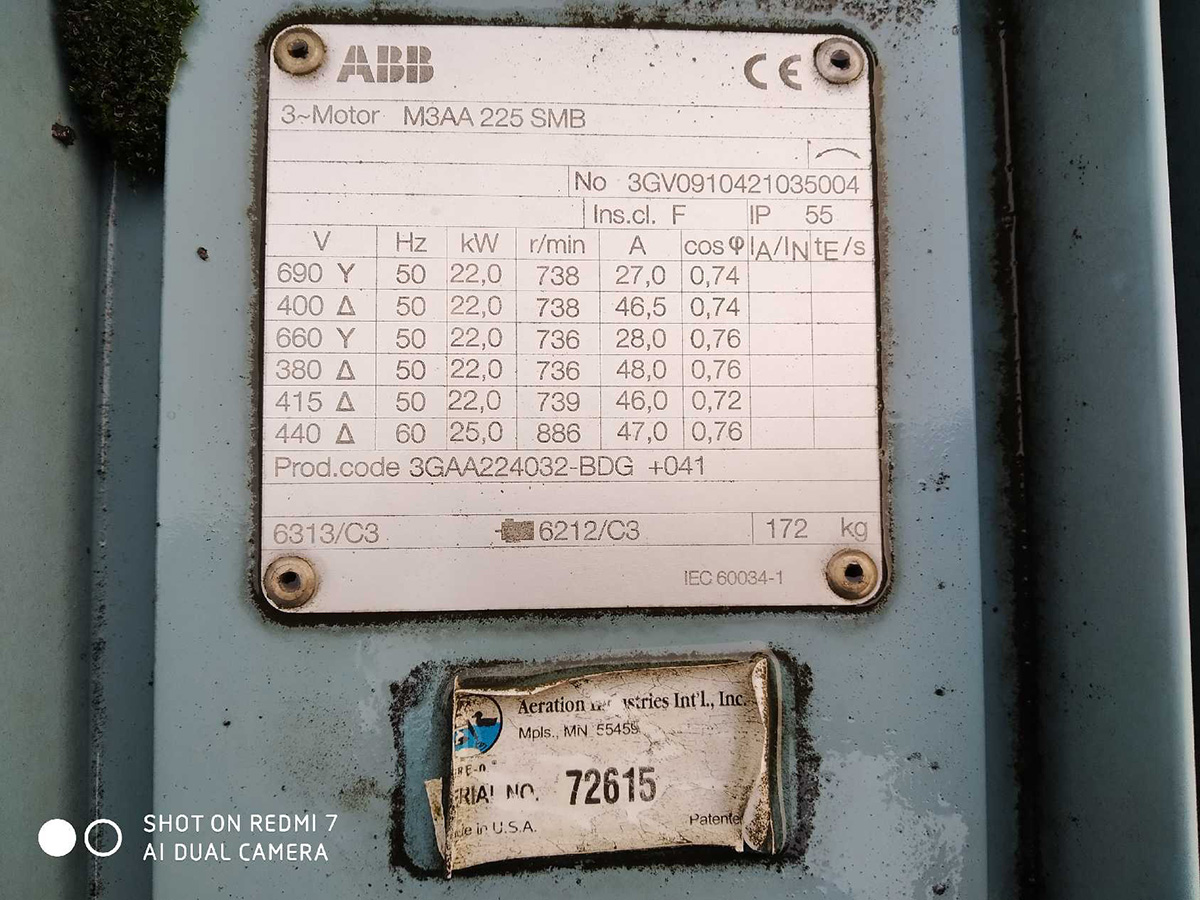 ABB CE
3~Motor M3AA 225 SMB
No 3GV0910421035004
Ins.cl. F IP 55
V Hz kW r/min A cosφ IA/IN tE/s
690 Y 50 22,0 738 27,0 0,74
400 Δ 50 22,0 738 46,5 0,74
660 Y 50 22,0 736 28,0 0,76
380 Δ 50 22,0 736 48,0 0,76
415 Δ 50 22,0 739 46,0 0,72
440 Δ 60 25,0 886 47,0 0,76
Prod.code 3GAA224032-BDG +041
6313/C3 6212/C3 172 kg
IEC 60034-1
Aeration Int'l., Inc.
Mpls., MN 55459
NO. 72615
in U.S.A. Patente
SHOT ON REDMI 7
AI DUAL CAMERA